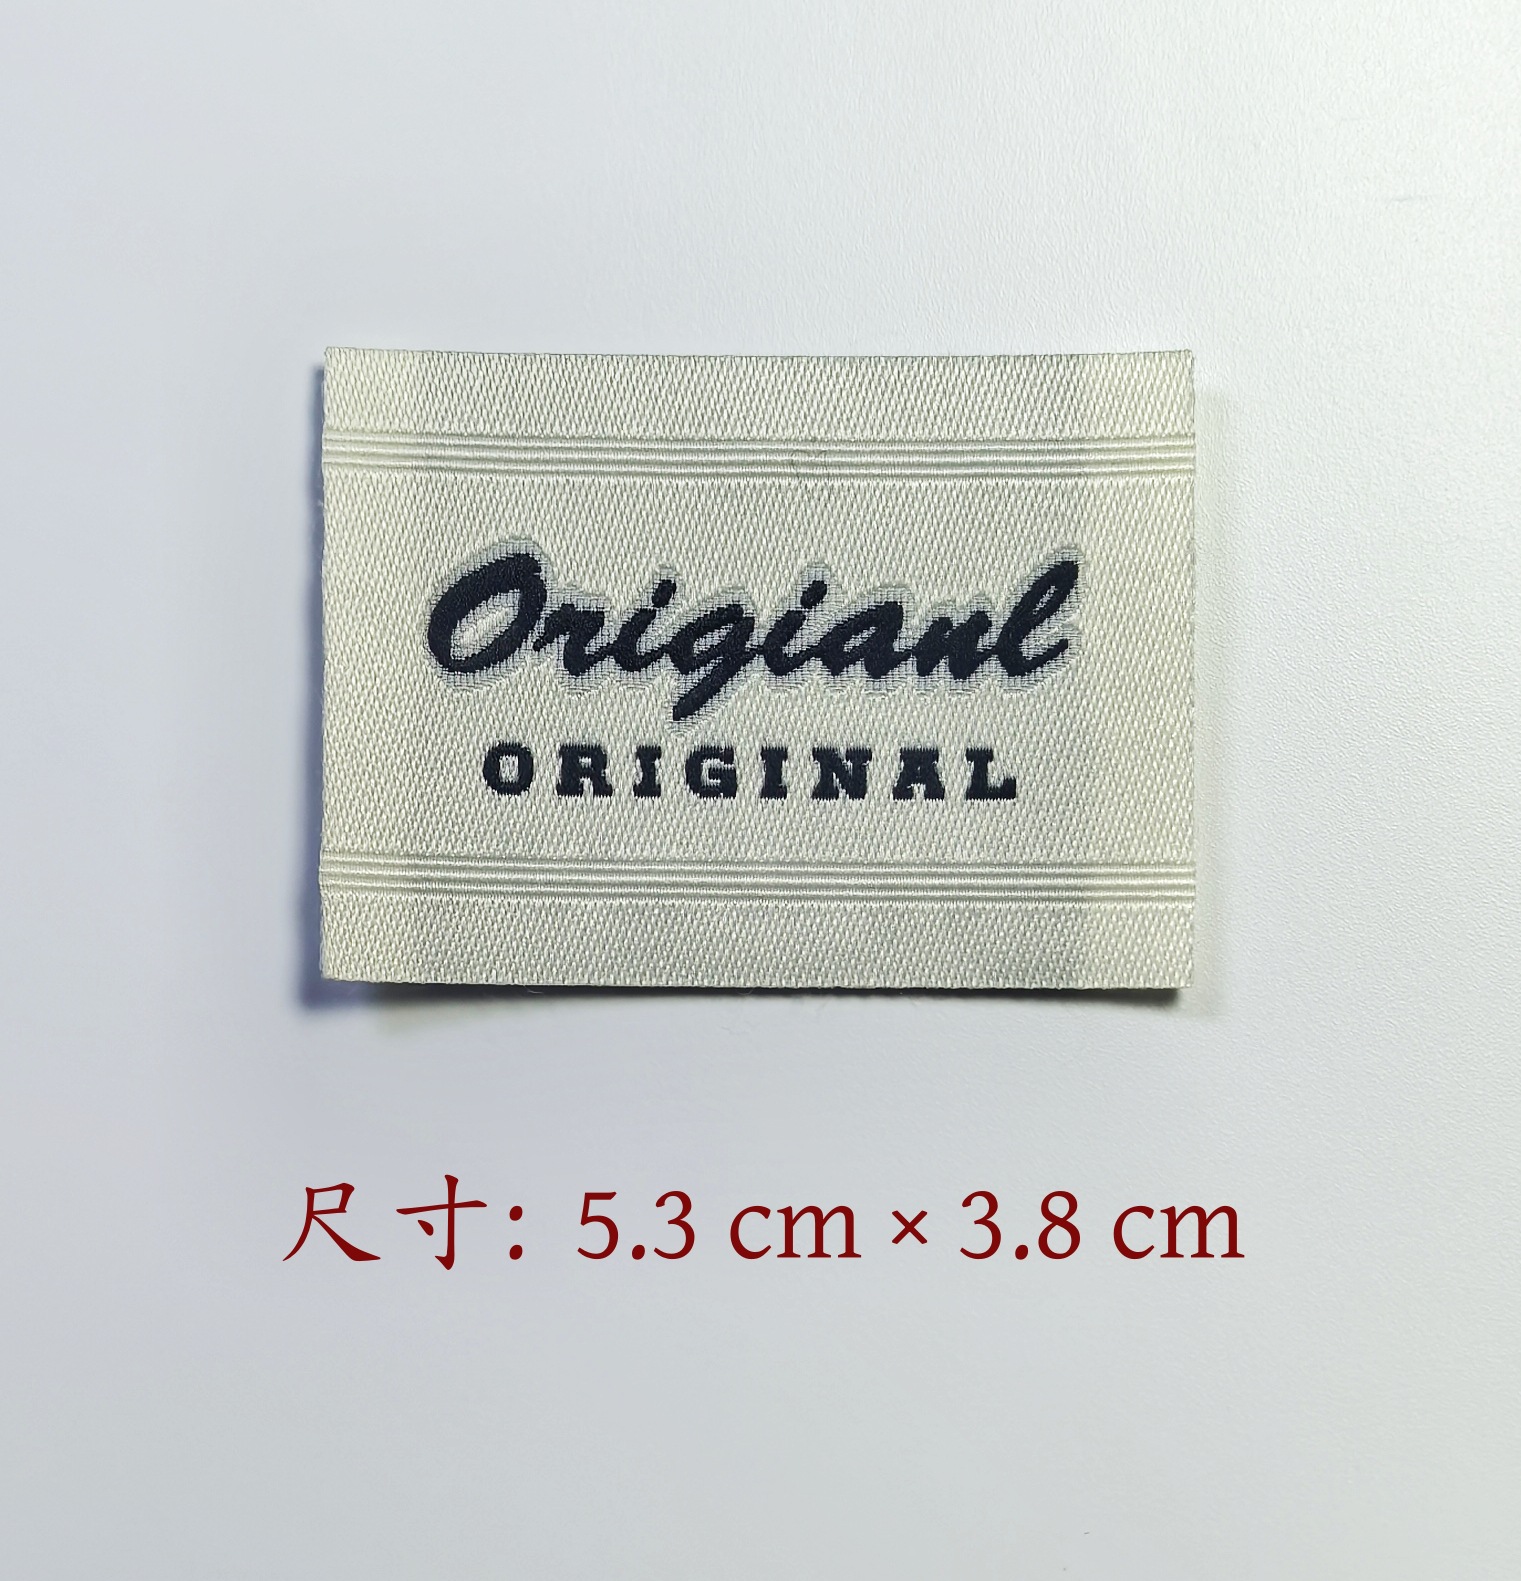 Origianl
ORIGINAL
尺寸: 5.3 cm × 3.8 cm